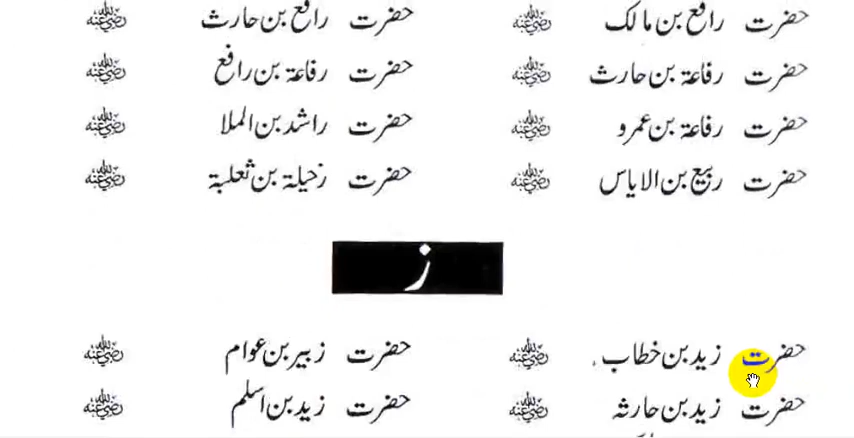 حضرت رافع بن مالک رضی اللہ عنہ حضرت رافع بن حارث رضی اللہ عنہ
حضرت رفاعۃ بن حارث رضی اللہ عنہ حضرت رفاعۃ بن رافع رضی اللہ عنہ
حضرت رفاعۃ بن عمرو رضی اللہ عنہ حضرت راشد بن الملا رضی اللہ عنہ
حضرت ربیع بن الایاس رضی اللہ عنہ حضرت زحیلۃ بن ثعلبۃ رضی اللہ عنہ
ز
حضرت زید بن خطاب رضی اللہ عنہ حضرت زبیر بن عوام رضی اللہ عنہ
حضرت زید بن حارثہ رضی اللہ عنہ حضرت زید بن اسلم رضی اللہ عنہ